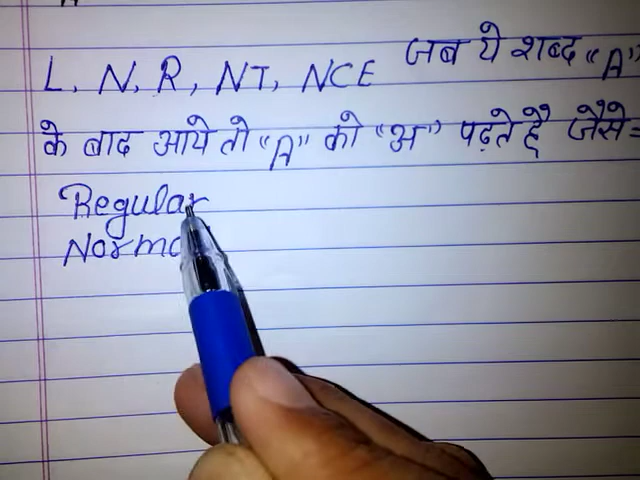 L, N, R, NT, NCE जब ये शब्द "A"
के बाद आये तो "A" को "अ" पढ़ते है जैसे=
Regular